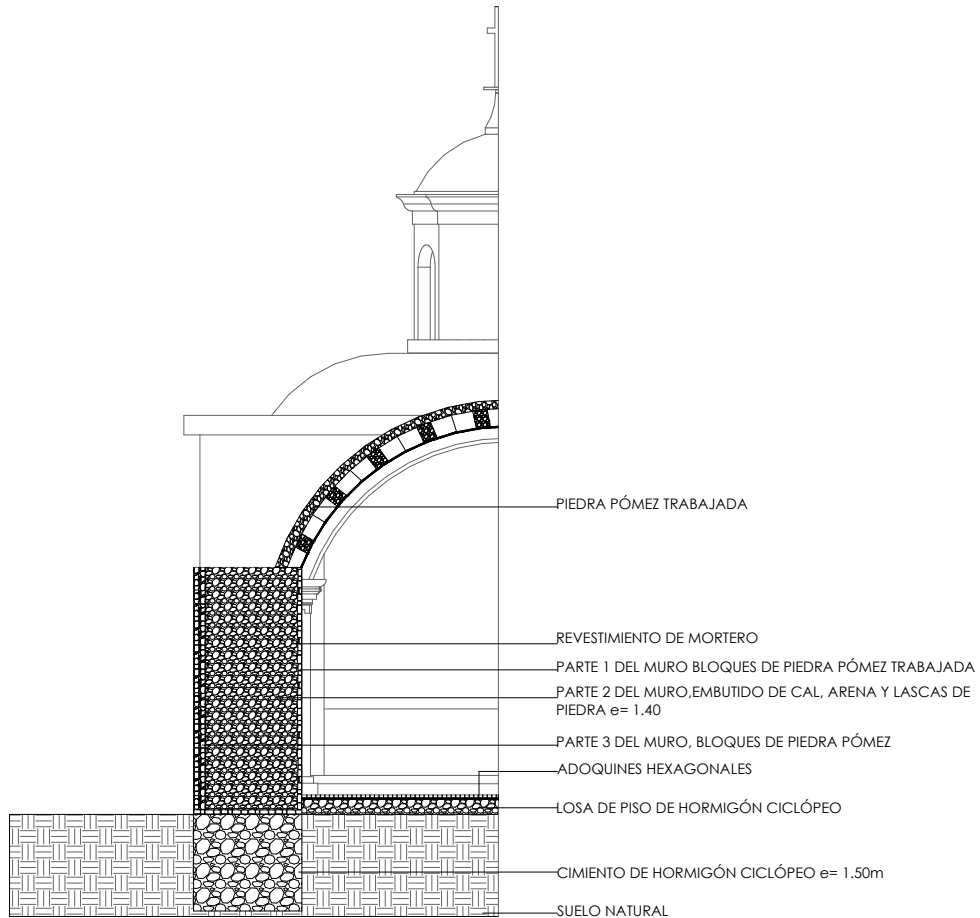 PIEDRA PÓMEZ TRABAJADA
REVESTIMIENTO DE MORTERO
PARTE 1 DEL MURO BLOQUES DE PIEDRA PÓMEZ TRABAJADA
PARTE 2 DEL MURO,EMBUTIDO DE CAL, ARENA Y LASCAS DE
PIEDRA e= 1.40
PARTE 3 DEL MURO, BLOQUES DE PIEDRA PÓMEZ
ADOQUINES HEXAGONALES
LOSA DE PISO DE HORMIGÓN CICLÓPEO
CIMIENTO DE HORMIGÓN CICLÓPEO e= 1.50m
SUELO NATURAL